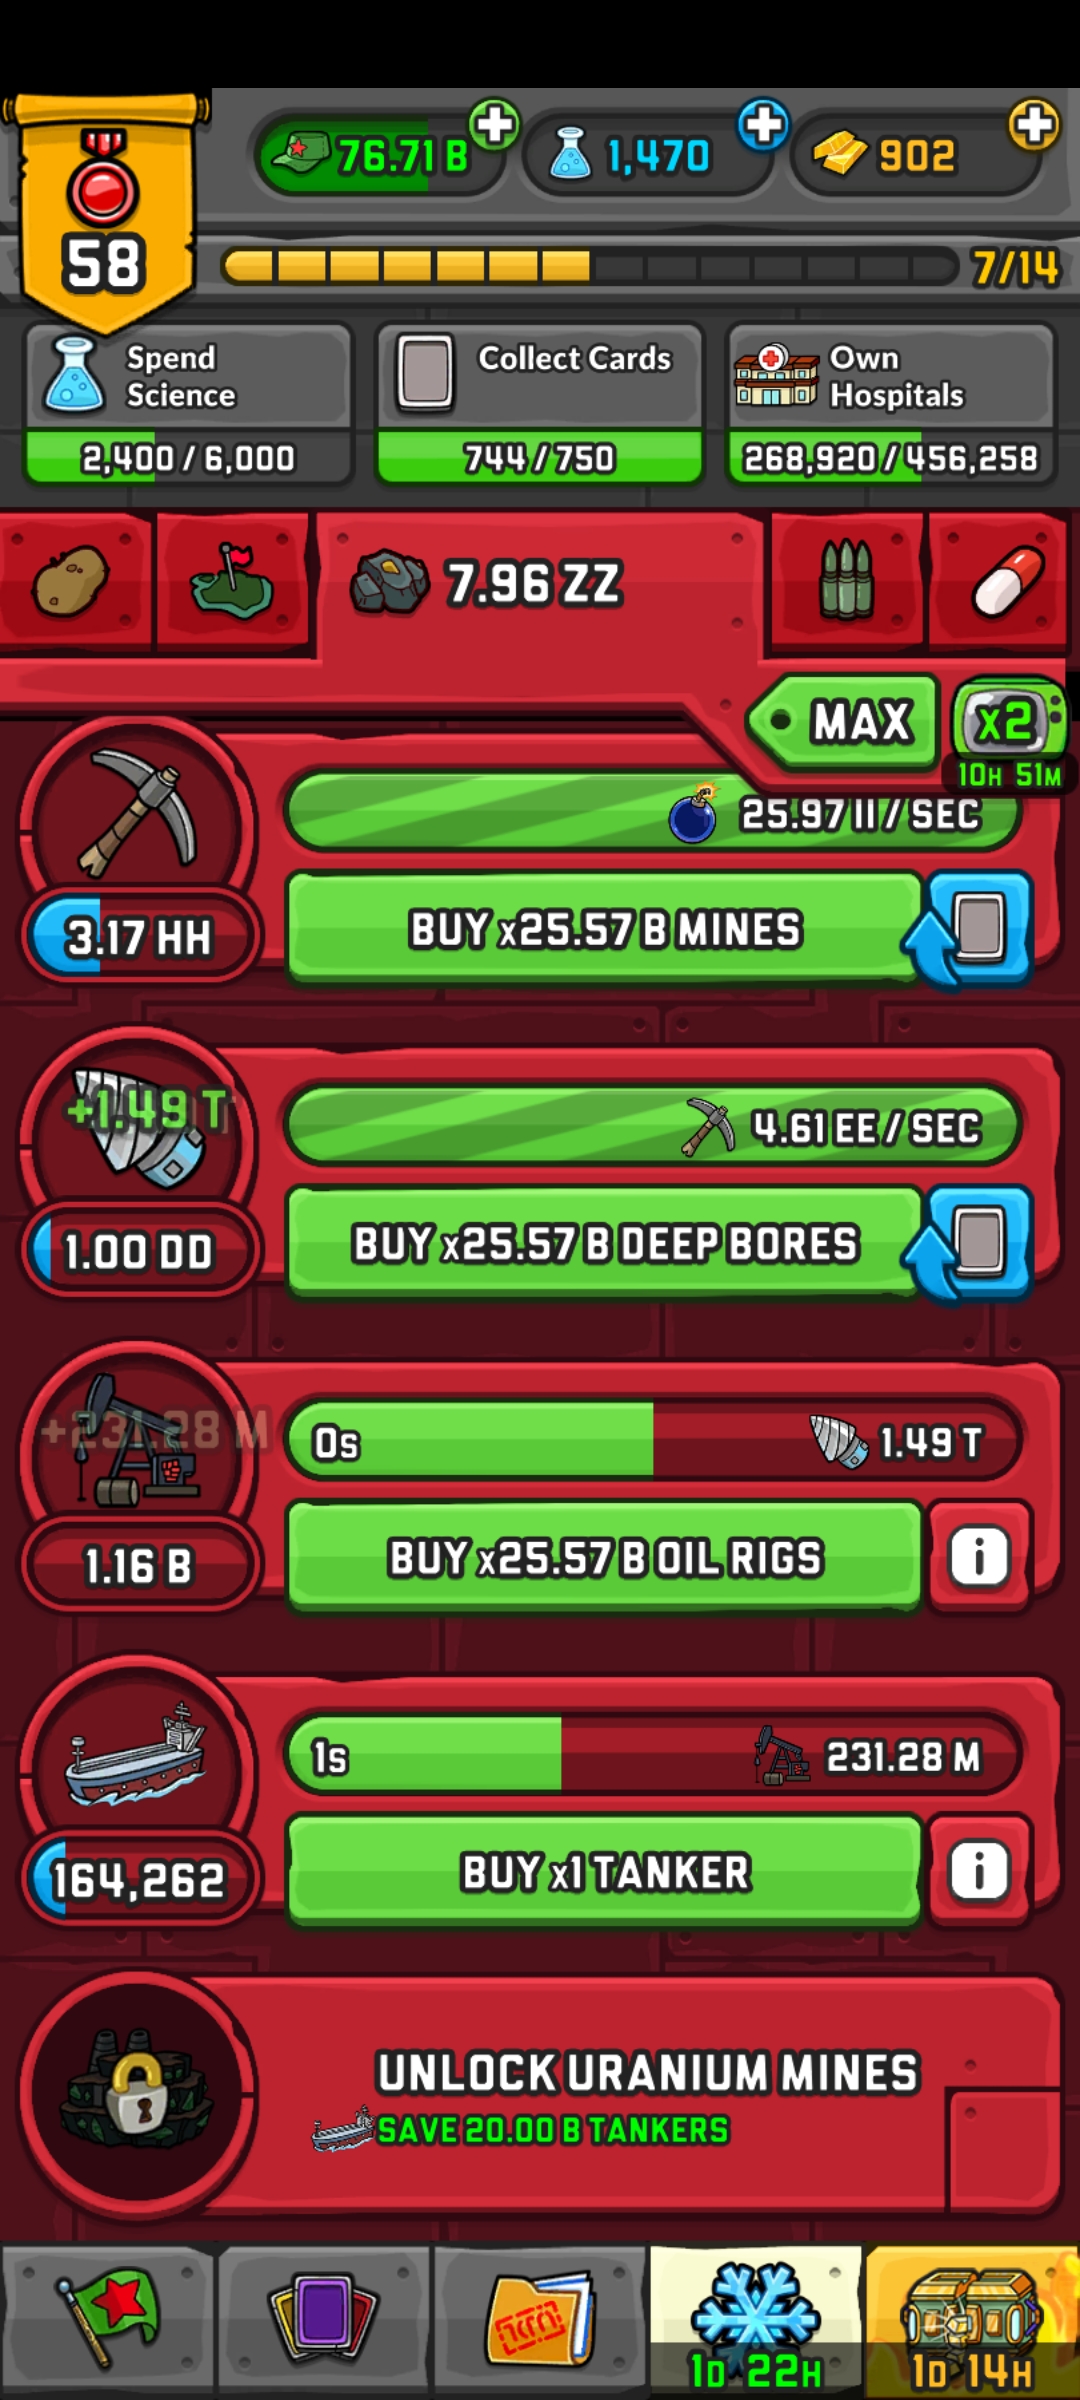 76.71 B
1,470
902
58
7/14
Spend
Science
2,400 / 6,000
Collect Cards
744 / 750
Own
Hospitals
268,920 / 456,258
7.96 ZZ
MAX
x2
10H 51M
25.97 II / SEC
3.17 HH
BUY x25.57 B MINES
+1.49 T
4.61 EE / SEC
1.00 DD
BUY x25.57 B DEEP BORES
+231.28 M
0s
1.49 T
1.16 B
BUY x25.57 B OIL RIGS
i
1s
231.28 M
164,262
BUY x1 TANKER
i
UNLOCK URANIUM MINES
SAVE 20.00 B TANKERS
1D 22H
1D 14H